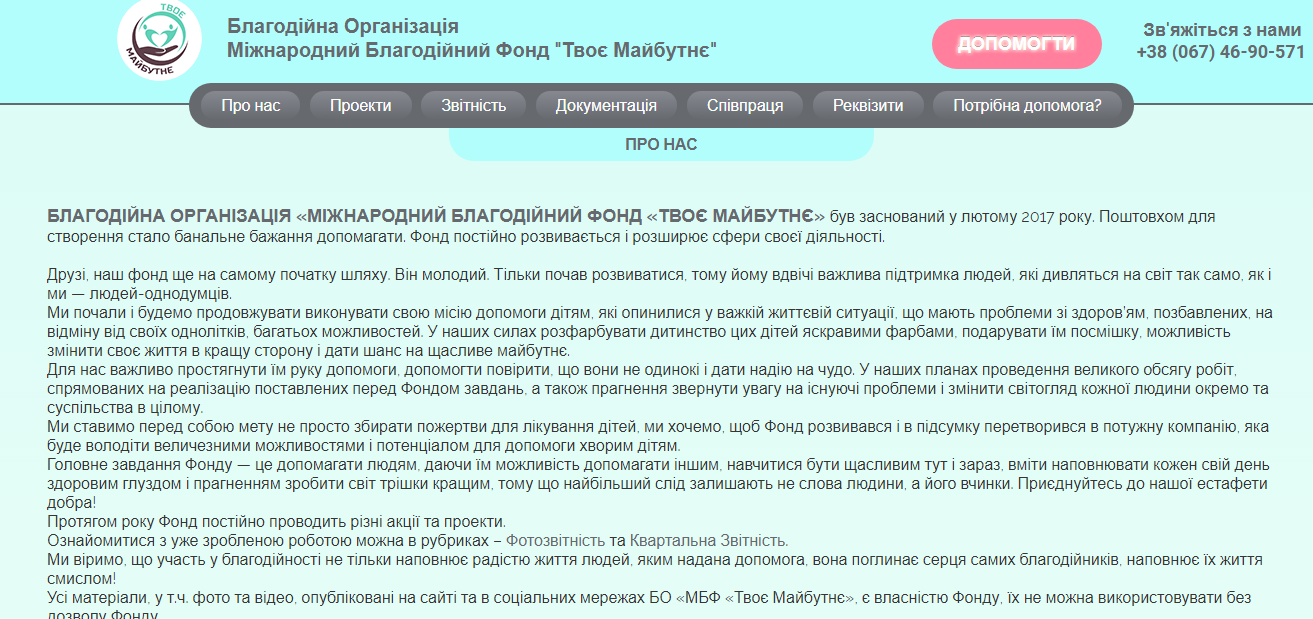 ТВОЄ
МАЙБУТНЄ
Благодійна Організація
Міжнародний Благодійний Фонд "Твоє Майбутнє"
ДОПОМОГТИ
Зв'яжіться з нами
+38 (067) 46-90-571
Про нас Проекти Звітність Документація Співпраця Реквізити Потрібна допомога?
ПРО НАС
БЛАГОДІЙНА ОРГАНІЗАЦІЯ «МІЖНАРОДНИЙ БЛАГОДІЙНИЙ ФОНД «ТВОЄ МАЙБУТНЄ» був заснований у лютому 2017 року. Поштовхом для
створення стало банальне бажання допомагати. Фонд постійно розвивається і розширює сфери своєї діяльності.
Друзі, наш фонд ще на самому початку шляху. Він молодий. Тільки почав розвиватися, тому йому вдвічі важлива підтримка людей, які дивляться на світ так само, як і
ми — людей-однодумців.
Ми почали і будемо продовжувати виконувати свою місію допомоги дітям, які опинилися у важкій життєвій ситуації, що мають проблеми зі здоров'ям, позбавлених, на
відміну від своїх однолітків, багатьох можливостей. У наших силах розфарбувати дитинство цих дітей яскравими фарбами, подарувати їм посмішку, можливість
змінити своє життя в кращу сторону і дати шанс на щасливе майбутнє.
Для нас важливо простягнути їм руку допомоги, допомогти повірити, що вони не одинокі і дати надію на чудо. У наших планах проведення великого обсягу робіт,
спрямованих на реалізацію поставлених перед Фондом завдань, а також прагнення звернути увагу на існуючі проблеми і змінити світогляд кожної людини окремо та
суспільства в цілому.
Ми ставимо перед собою мету не просто збирати пожертви для лікування дітей, ми хочемо, щоб Фонд розвивався і в підсумку перетворився в потужну компанію, яка
буде володіти величезними можливостями і потенціалом для допомоги хворим дітям.
Головне завдання Фонду — це допомагати людям, даючи їм можливість допомагати іншим, навчитися бути щасливим тут і зараз, вміти наповнювати кожен свій день
здоровим глуздом і прагненням зробити світ трішки кращим, тому що найбільший слід залишають не слова людини, а його вчинки. Приєднуйтесь до нашої естафети
добра!
Протягом року Фонд постійно проводить різні акції та проекти.
Ознайомитися з уже зробленою роботою можна в рубриках – Фотозвітність та Квартальна Звітність.
Ми віримо, що участь у благодійності не тільки наповнює радістю життя людей, яким надана допомога, вона поглинає серця самих благодійників, наповнює їх життя
смислом!
Усі матеріали, у т.ч. фото та відео, опубліковані на сайті та в соціальних мережах БО «МБФ «Твоє Майбутнє», є власністю Фонду, їх не можна використовувати без
дозволу Фонду